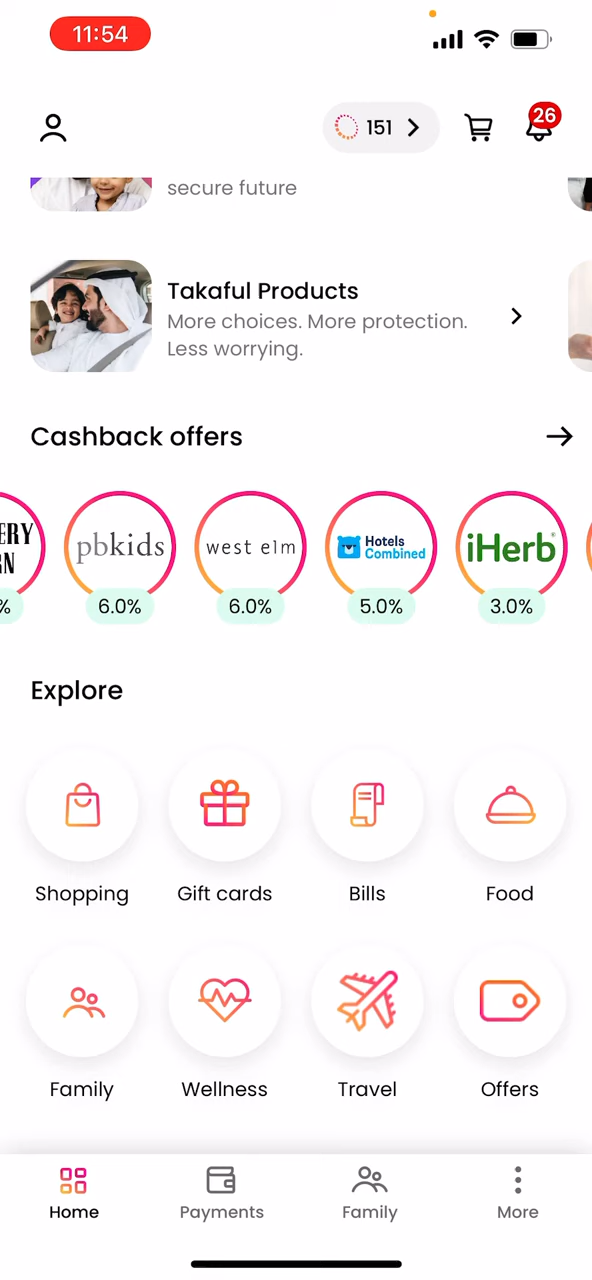 11:54
151
26
secure future
Takaful Products
More choices. More protection.
Less worrying.
Cashback offers
ERY
RN
pbkids
west elm
Hotels
Combined
iHerb
%
6.0%
6.0%
5.0%
3.0%
Explore
Shopping
Gift cards
Bills
Food
Family
Wellness
Travel
Offers
Home
Payments
Family
More